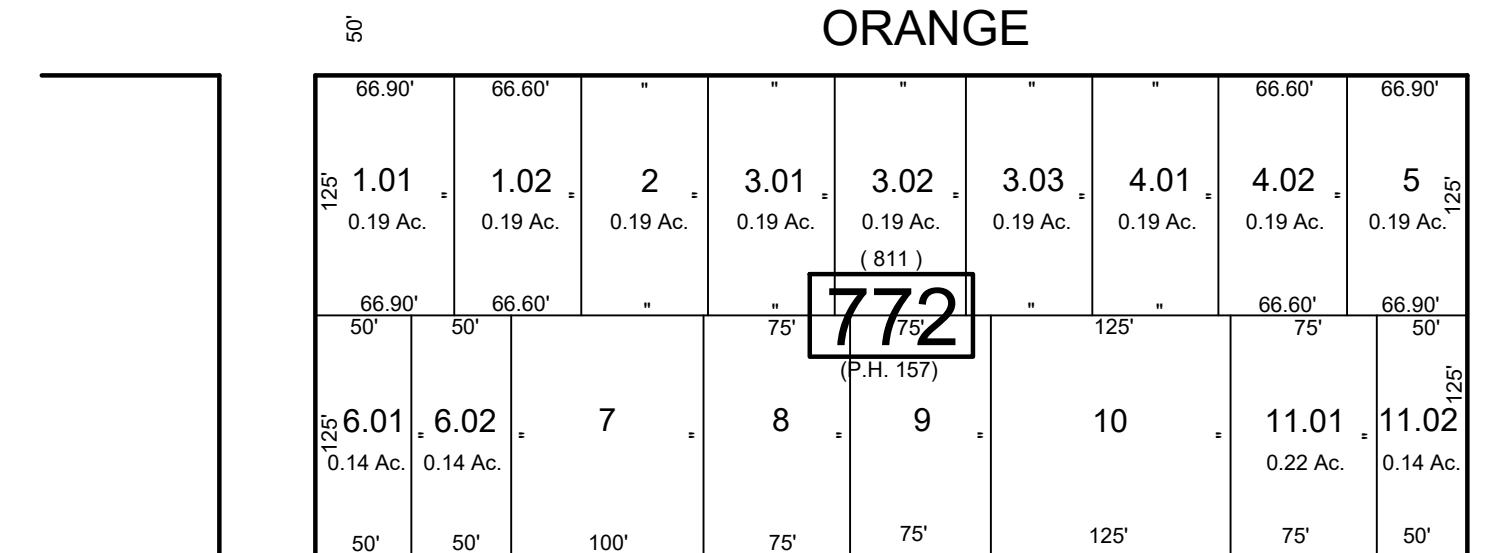 50' ORANGE
66.90' 66.60' " " " " " 66.60' 66.90'
125' 1.01 " 1.02 " 2 " 3.01 " 3.02 " 3.03 " 4.01 " 4.02 " 5 125'
0.19 Ac. 0.19 Ac. 0.19 Ac. 0.19 Ac. 0.19 Ac. 0.19 Ac. 0.19 Ac. 0.19 Ac. 0.19 Ac.
( 811 )
66.90' 66.60' " " " " 66.60' 66.90'
772
50' 50' 75' 75' 125' 75' 50'
(P.H. 157)
125' 6.01 " 6.02 " 7 " 8 " 9 " 10 " 11.01 " 11.02 125'
0.14 Ac. 0.14 Ac. 0.22 Ac. 0.14 Ac.
50' 50' 100' 75' 75' 125' 75' 50'